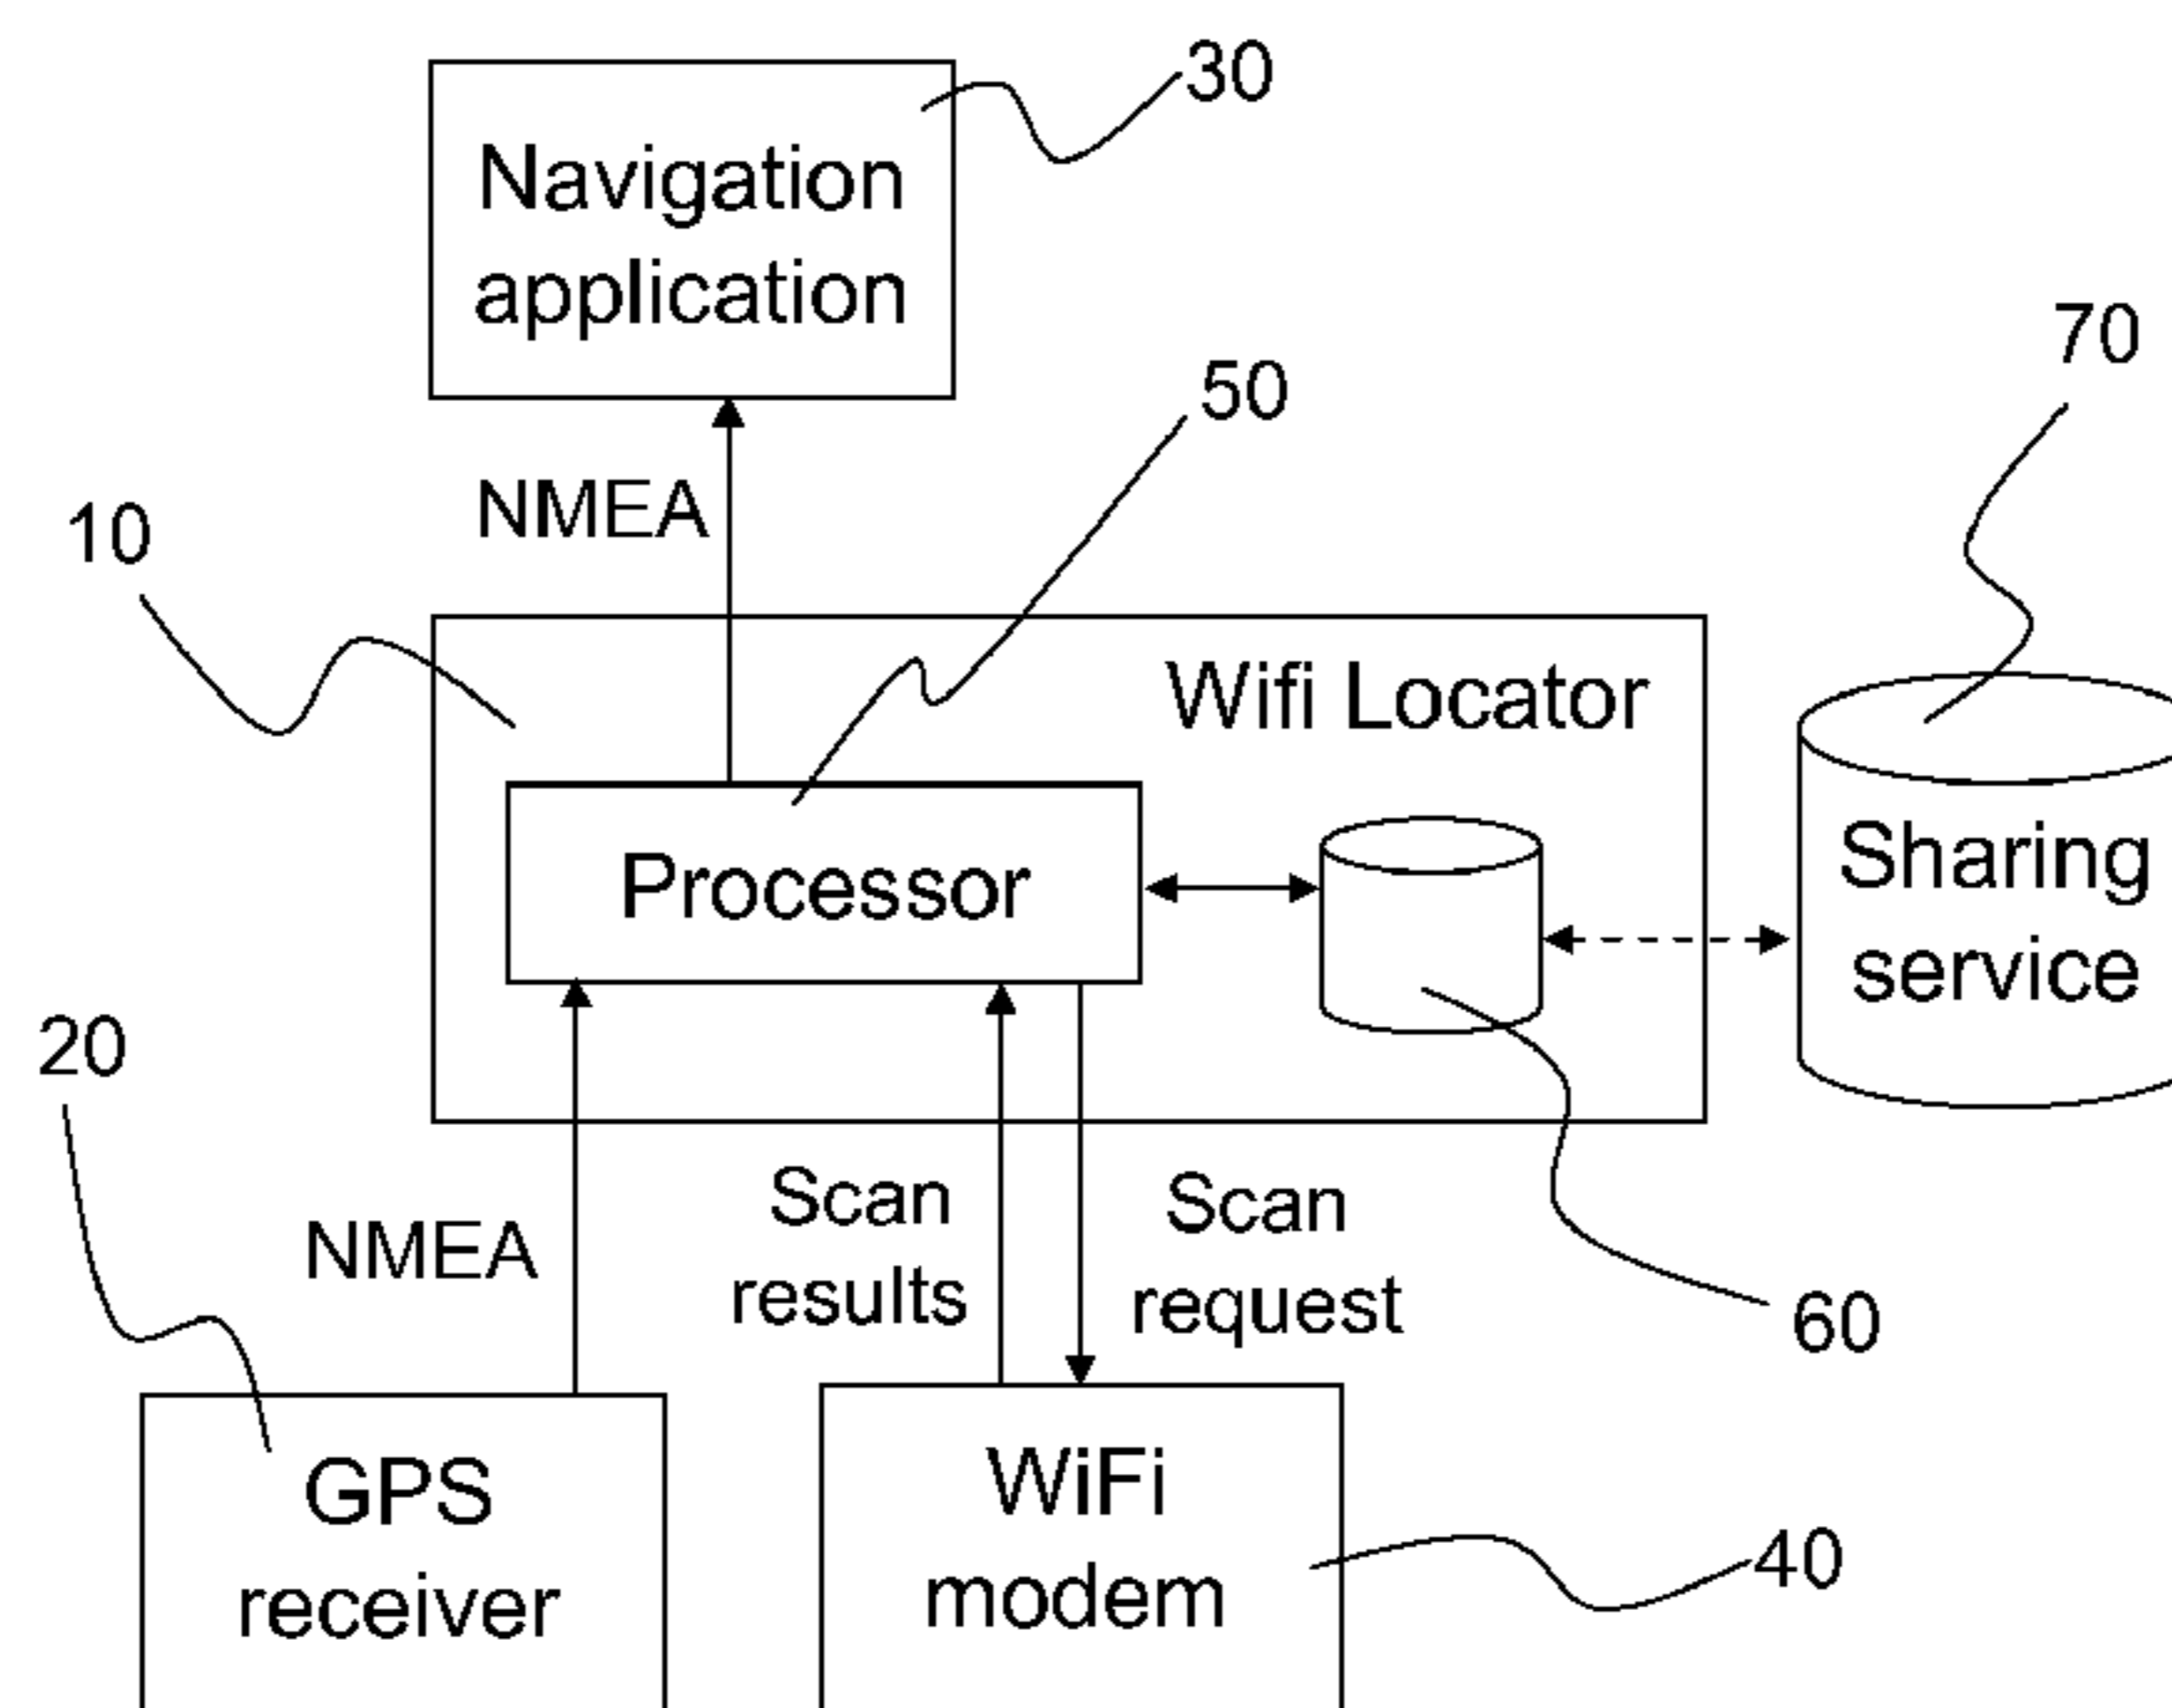 30
Navigation
application
70
50
NMEA
10
Wifi Locator
Sharing
service
Processor
20
Scan
results
Scan
request
NMEA
60
GPS
receiver
WiFi
modem
40